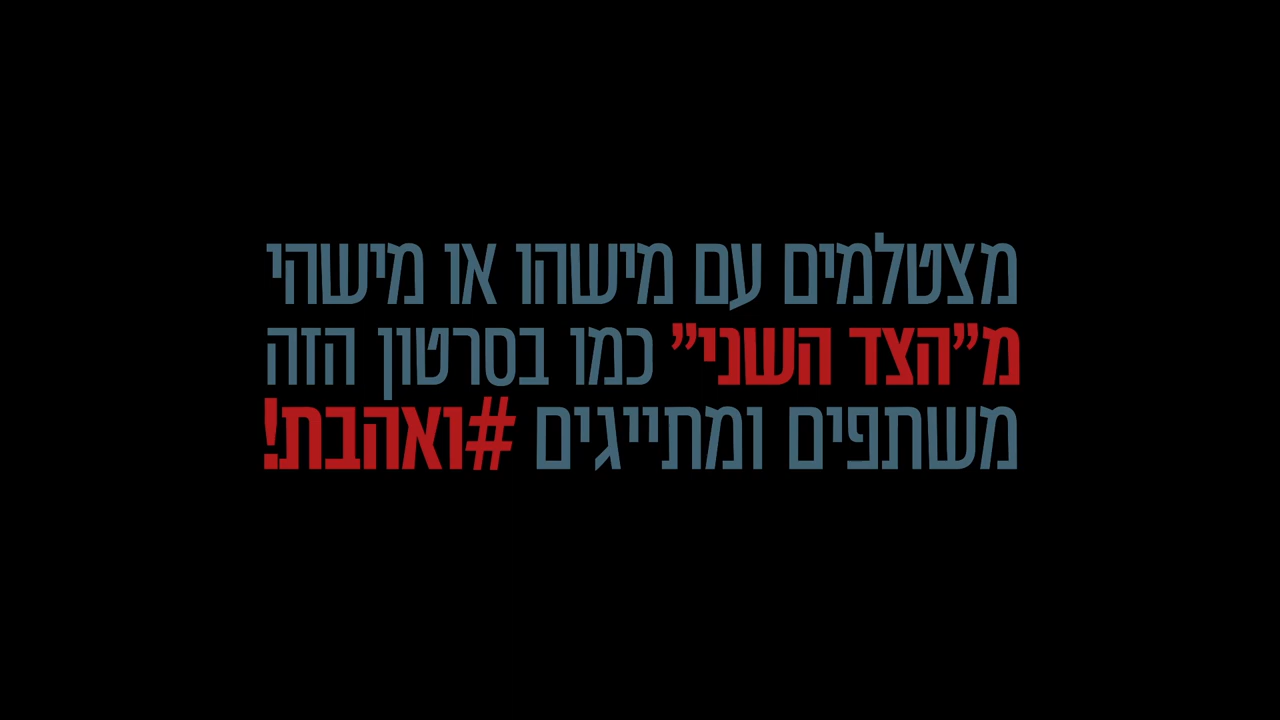 מצטלמים עם מישהו או מישהי
מ"הצד השני" כמו בסרטון הזה
משתפים ומתייגים #ואהבת!